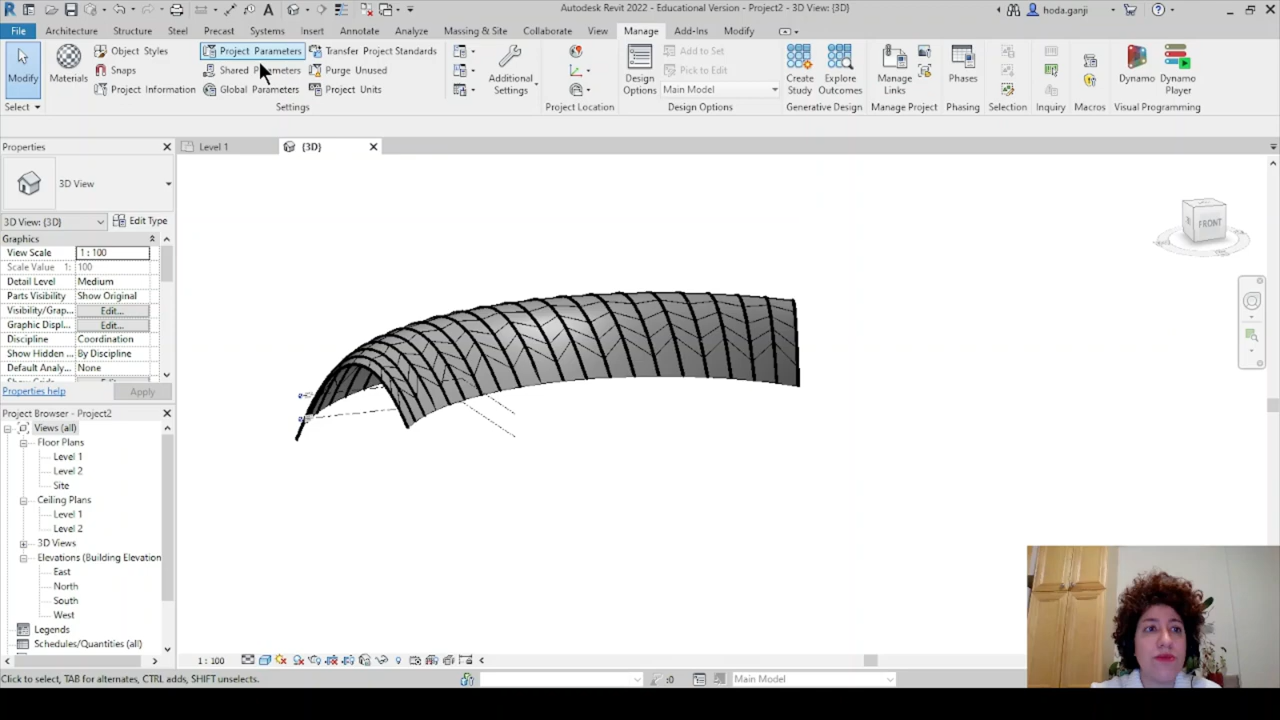 Autodesk Revit 2022 - Educational Version - Project2 - 3D View: {3D}
hoda.ganji
File Architecture Structure Precast Systems Steel Insert Annotate Analyze Massing & Site Collaborate View Manage Add-Ins Modify
Modify
Select
Materials
Object Styles
Snaps
Project Information
Project Parameters
Shared Parameters
Global Parameters
Transfer Project Standards
Purge Unused
Project Units
Settings
Additional
Settings
Project Location
Design
Options
Add to Set
Pick to Edit
Main Model
Design Options
Create
Study
Explore
Outcomes
Generative Design
Manage
Links
Manage Project
Phases
Phasing
Selection
Inquiry
Macros
Dynamo
Dynamo
Player
Visual Programming
Properties
3D View
3D View: {3D}
Edit Type
Graphics
View Scale 1 : 100
Scale Value 1: 100
Detail Level Medium
Parts Visibility Show Original
Visibility/Grap... Edit...
Graphic Displ... Edit...
Discipline Coordination
Show Hidden ... By Discipline
Default Analy... None
Properties help
Apply
Project Browser - Project2
Views (all)
Floor Plans
Level 1
Level 2
Site
Ceiling Plans
Level 1
Level 2
3D Views
Elevations (Building Elevation
East
North
South
West
Legends
Schedules/Quantities (all)
Level 1
{3D}
FRONT
1 : 100
Click to select, TAB for alternates, CTRL adds, SHIFT unselects.
:0
Main Model